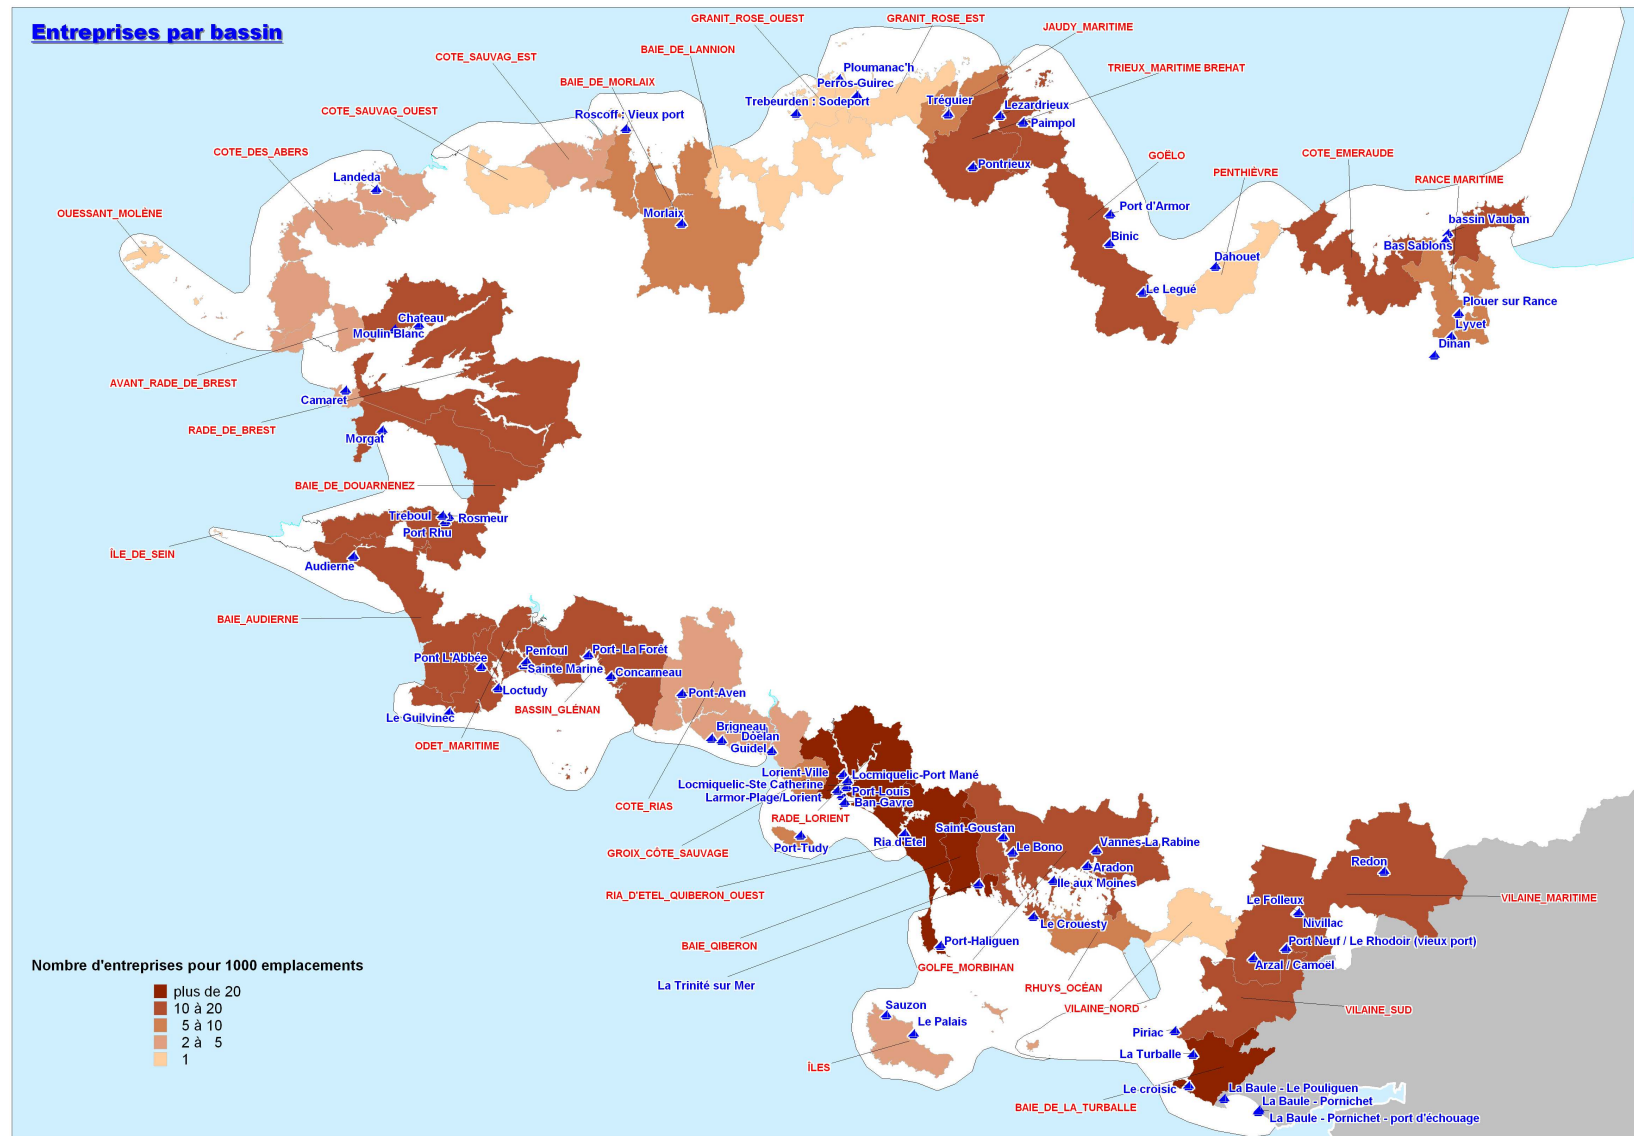 Entreprises par bassin
GRANIT_ROSE_OUEST
GRANIT_ROSE_EST
JAUDY_MARITIME
BAIE_DE_LANNION
COTE_SAUVAG_EST
TRIEUX_MARITIME BREHAT
BAIE_DE_MORLAIX
Ploumanac'h
Perros-Guirec
Trebeurden : Sodeport
Tréguier
Lezardrieux
Paimpol
COTE_SAUVAG_OUEST
Roscoff : Vieux port
COTE_DES_ABERS
Landeda
Pontrieux
GOËLO
COTE_EMERAUDE
PENTHIÈVRE
RANCE MARITIME
OUESSANT_MOLÈNE
Morlaix
Port d'Armor
Binic
bassin Vauban
Bas Sablons
Dahouet
Le Legué
Plouer sur Rance
Lyvet
Dinan
Chateau
Moulin Blanc
AVANT_RADE_DE_BREST
Camaret
RADE_DE_BREST
Morgat
BAIE_DE_DOUARNENEZ
Tréboul
Rosmeur
Port Rhu
ÎLE_DE_SEIN
Audierne
BAIE_AUDIERNE
Pont L'Abbée
Penfoul
Sainte Marine
Port- La Forêt
Concarneau
Loctudy
Pont-Aven
BASSIN_GLÉNAN
Le Guilvinec
ODET_MARITIME
Brigneau
Doëlan
Guidel
Lorient-Ville
Locmiquelic-Port Mané
Locmiquelic-Ste Catherine
Port-Louis
Larmor-Plage/Lorient
Ban-Gavre
COTE_RIAS
RADE_LORIENT
Port-Tudy
Ria d'Etel
Saint-Goustan
Le Bono
Vannes-La Rabine
Aradon
Ile aux Moines
GROIX_CÔTE_SAUVAGE
Redon
RIA_D'ETEL_QUIBERON_OUEST
VILAINE_MARITIME
Le Folleux
Nivillac
Le Crouesty
BAIE_QIBERON
Port-Haliguen
Port Neuf / Le Rhodoir (vieux port)
Arzal / Camoël
GOLFE_MORBIHAN
La Trinité sur Mer
RHUYS_OCÉAN
VILAINE_NORD
VILAINE_SUD
Sauzon
Le Palais
Piriac
La Turballe
ÎLES
Le croisic
La Baule - Le Pouliguen
La Baule - Pornichet
BAIE_DE_LA_TURBALLE
La Baule - Pornichet - port d'échouage
Nombre d'entreprises pour 1000 emplacements
plus de 20
10 à 20
5 à 10
2 à 5
1